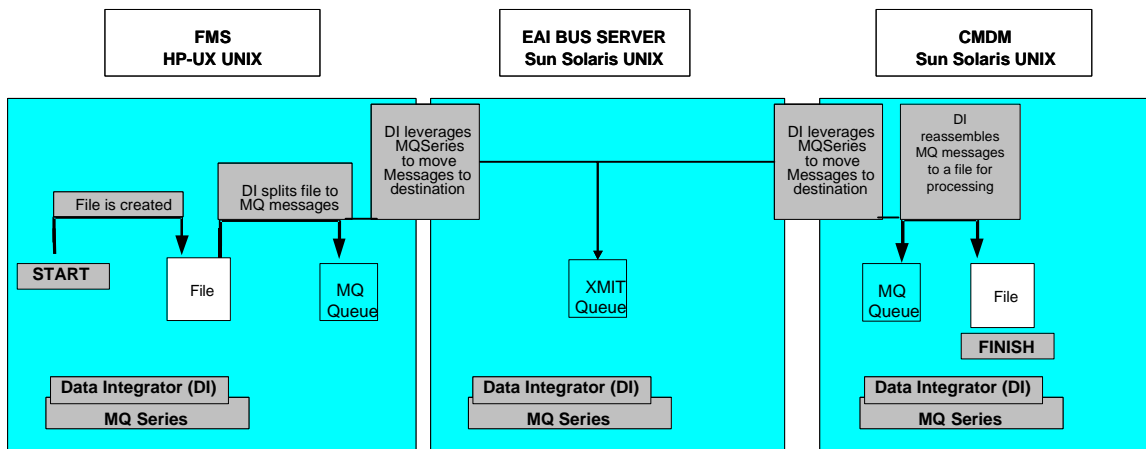 FMS
HP-UX UNIX
EAI BUS SERVER
Sun Solaris UNIX
CMDM
Sun Solaris UNIX
File is created
DI splits file to
MQ messages
DI leverages
MQSeries
to move
Messages to
destination
DI leverages
MQSeries
to move
Messages to
destination
DI
reassembles
MQ messages
to a file for
processing
START
File
MQ
Queue
XMIT
Queue
MQ
Queue
File
FINISH
Data Integrator (DI)
MQ Series
Data Integrator (DI)
MQ Series
Data Integrator (DI)
MQ Series